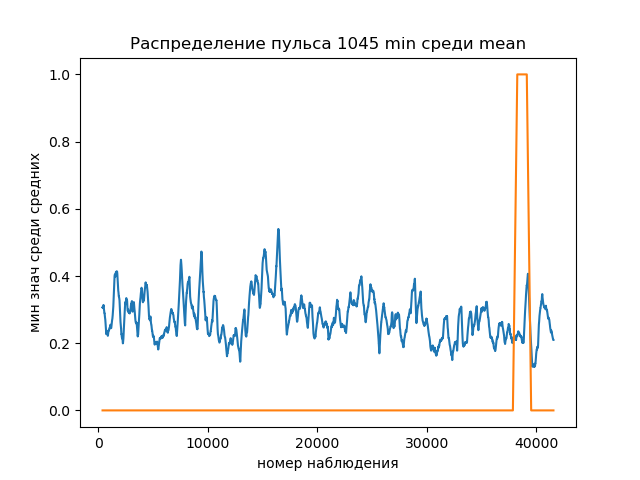 Распределение пульса 1045 min среди mean
1.0
0.8
0.6
0.4
0.2
0.0
мин знач среди средних
0 10000 20000 30000 40000
номер наблюдения